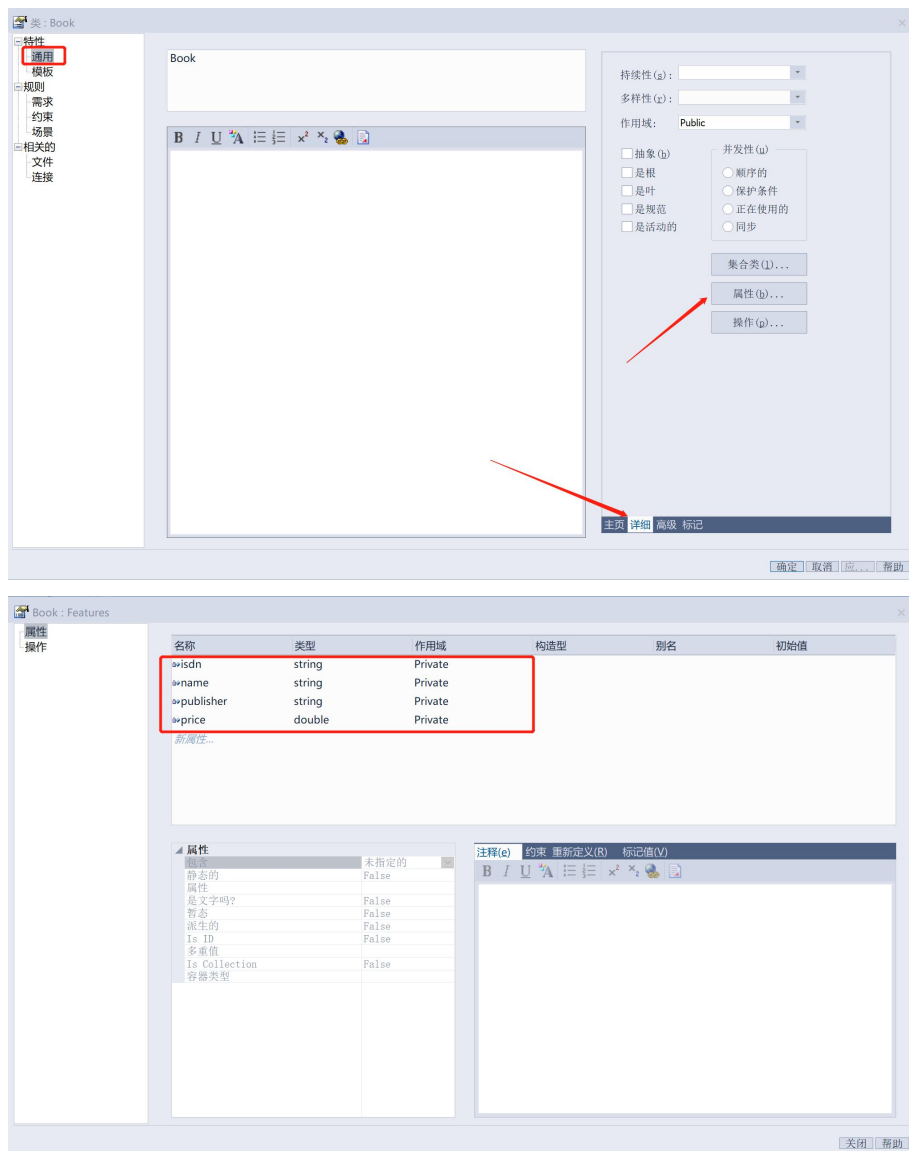 类 : Book
特性
通用
模板
规则
需求
约束
场景
相关的
文件
连接
Book
B I U A x² x₂
持续性(s):
多样性(r):
作用域: Public
抽象(b)
是根
是叶
是规范
是活动的
并发性(u)
顺序的
保护条件
正在使用的
同步
集合类(l)...
属性(b)...
操作(p)...
主页 详细 高级 标记
确定 取消 应... 帮助
Book : Features
属性
操作
名称 类型 作用域 构造型 别名 初始值
isdn string Private
name string Private
publisher string Private
price double Private
新属性...
属性
包含 未指定的
静态的 False
属性
是文字吗? False
暂态 False
派生的 False
Is ID False
多重值
Is Collection False
容器类型
注释(e) 约束 重新定义(R) 标记值(V)
B I U A x² x₂
关闭 帮助